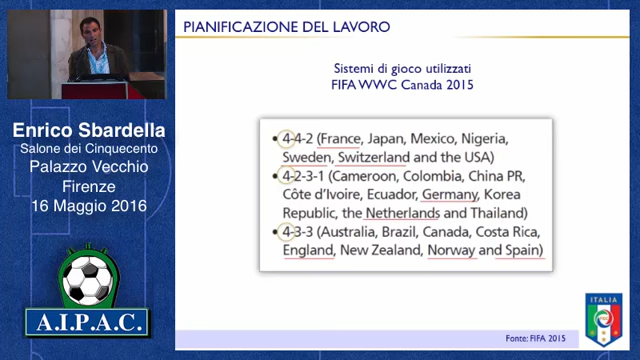 PIANIFICAZIONE DEL LAVORO
Sistemi di gioco utilizzati
FIFA WWC Canada 2015
• 4-4-2 (France, Japan, Mexico, Nigeria,
Sweden, Switzerland and the USA)
• 4-2-3-1 (Cameroon, Colombia, China PR,
Côte d'Ivoire, Ecuador, Germany, Korea
Republic, the Netherlands and Thailand)
• 4-3-3 (Australia, Brazil, Canada, Costa Rica,
England, New Zealand, Norway and Spain)
Fonte: FIFA 2015
Enrico Sbardella
Salone dei Cinquecento
Palazzo Vecchio
Firenze
16 Maggio 2016
A.I.P.A.C.
ITALIA
FIGC